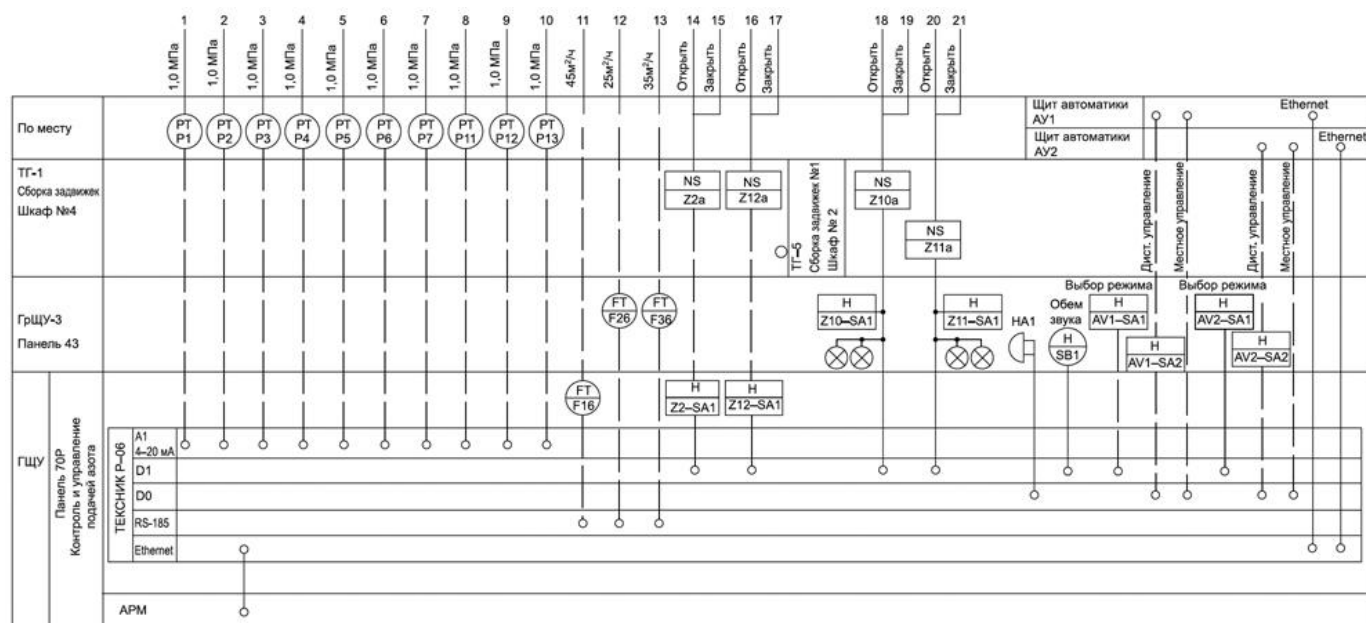 1 2 3 4 5 6 7 8 9 10 11 12 13 14 15 16 17 18 19 20 21
1,0 МПа 1,0 МПа 1,0 МПа 1,0 МПа 1,0 МПа 1,0 МПа 1,0 МПа 1,0 МПа 1,0 МПа 1,0 МПа 45м²/ч 25м²/ч 35м²/ч Открыть Закрыть Открыть Закрыть Открыть Закрыть Открыть Закрыть
По месту
PT P1
PT P2
PT P3
PT P4
PT P5
PT P6
PT P7
PT P11
PT P12
PT P13
Щит автоматики
АУ1
Ethernet
Щит автоматики
АУ2
Ethernet
ТГ-1
Сборка задвижек
Шкаф №4
NS
Z2a
NS
Z12a
ТГ-5
Сборка задвижек №1
Шкаф № 2
NS
Z10a
NS
Z11a
Дист. управление
Местное управление
Дист. управление
Местное управление
ГрЩУ-3
Панель 43
FT
F26
FT
F36
H
Z10-SA1
H
Z11-SA1
HA1
Обем
звука
H
SB1
Выбор режима
H
AV1-SA1
H
AV1-SA2
Выбор режима
H
AV2-SA1
H
AV2-SA2
ГЩУ
Панель 70Р
Контроль и управление
подачей азота
FT
F16
H
Z2-SA1
H
Z12-SA1
ТЕКСНИК Р-06
A1
4-20 мА
D1
D0
RS-185
Ethernet
АРМ